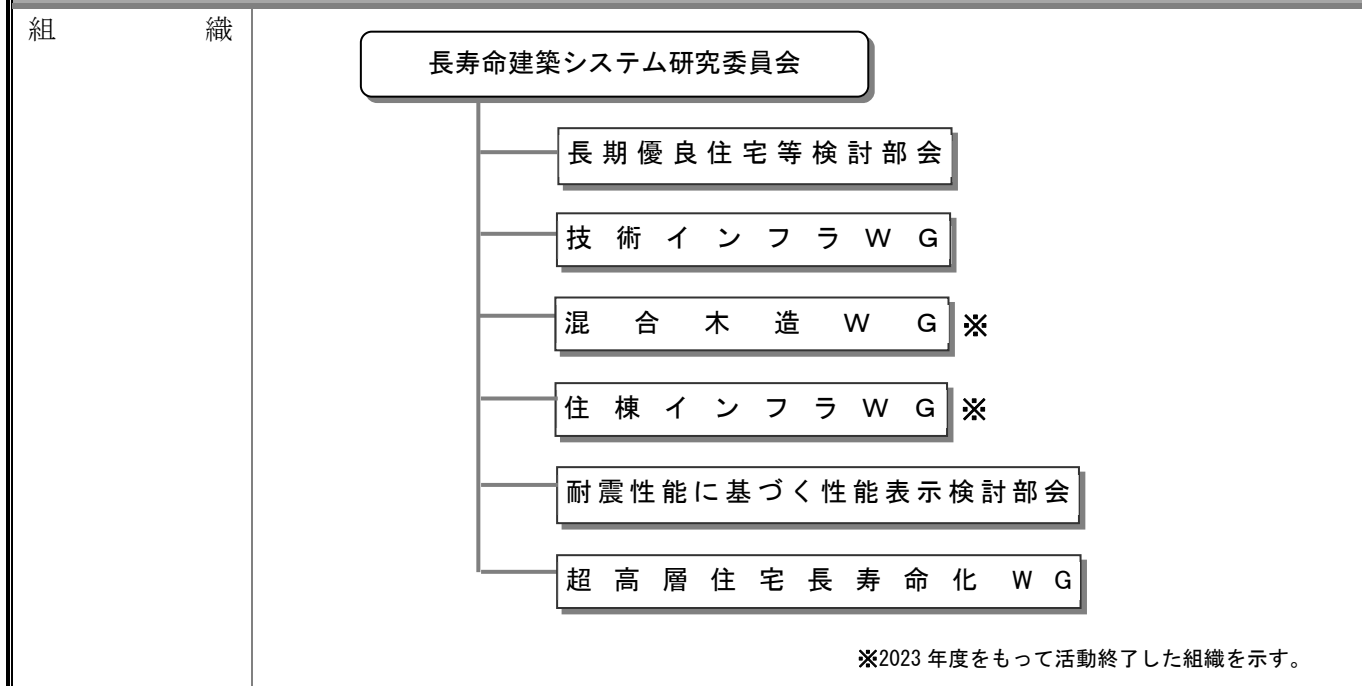 組織
長寿命建築システム研究委員会
長期優良住宅等検討部会
技術インフラＷＧ
混合木造ＷＧ※
住棟インフラＷＧ※
耐震性能に基づく性能表示検討部会
超高層住宅長寿命化ＷＧ
※2023年度をもって活動終了した組織を示す。